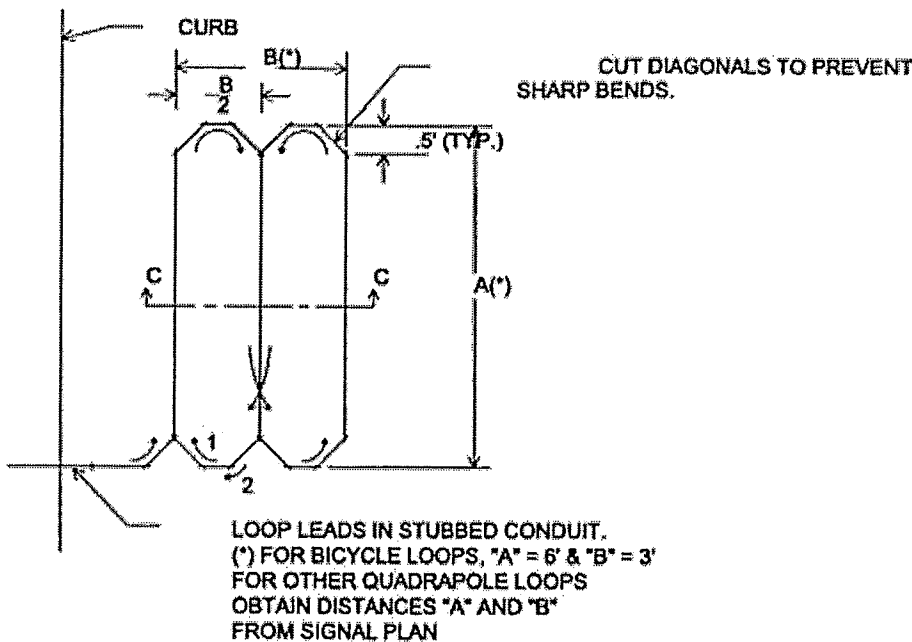 CURB
B(*)
CUT DIAGONALS TO PREVENT
SHARP BENDS.
B
2
.5' (TYP.)
C
C
A(*)
1
2
LOOP LEADS IN STUBBED CONDUIT.
(*) FOR BICYCLE LOOPS, "A" = 6' & "B" = 3'
FOR OTHER QUADRAPOLE LOOPS
OBTAIN DISTANCES "A" AND "B"
FROM SIGNAL PLAN